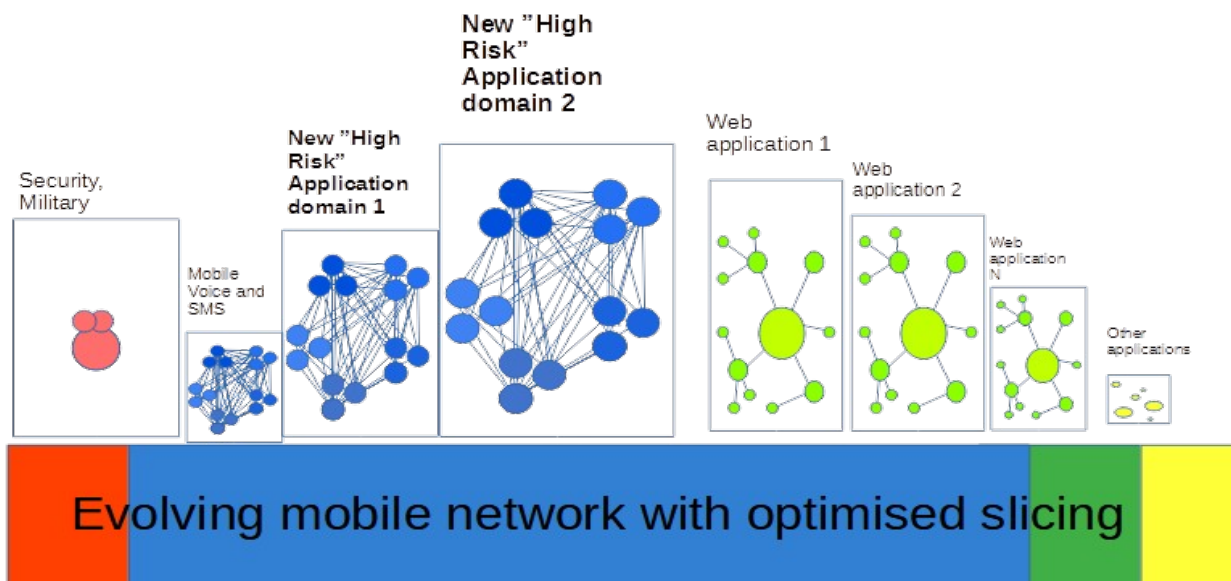 Security,
Military
Mobile
Voice and
SMS
New ”High
Risk”
Application
domain 1
New ”High
Risk”
Application
domain 2
Web
application 1
Web
application 2
Web
application
N
Other
applications
Evolving mobile network with optimised slicing